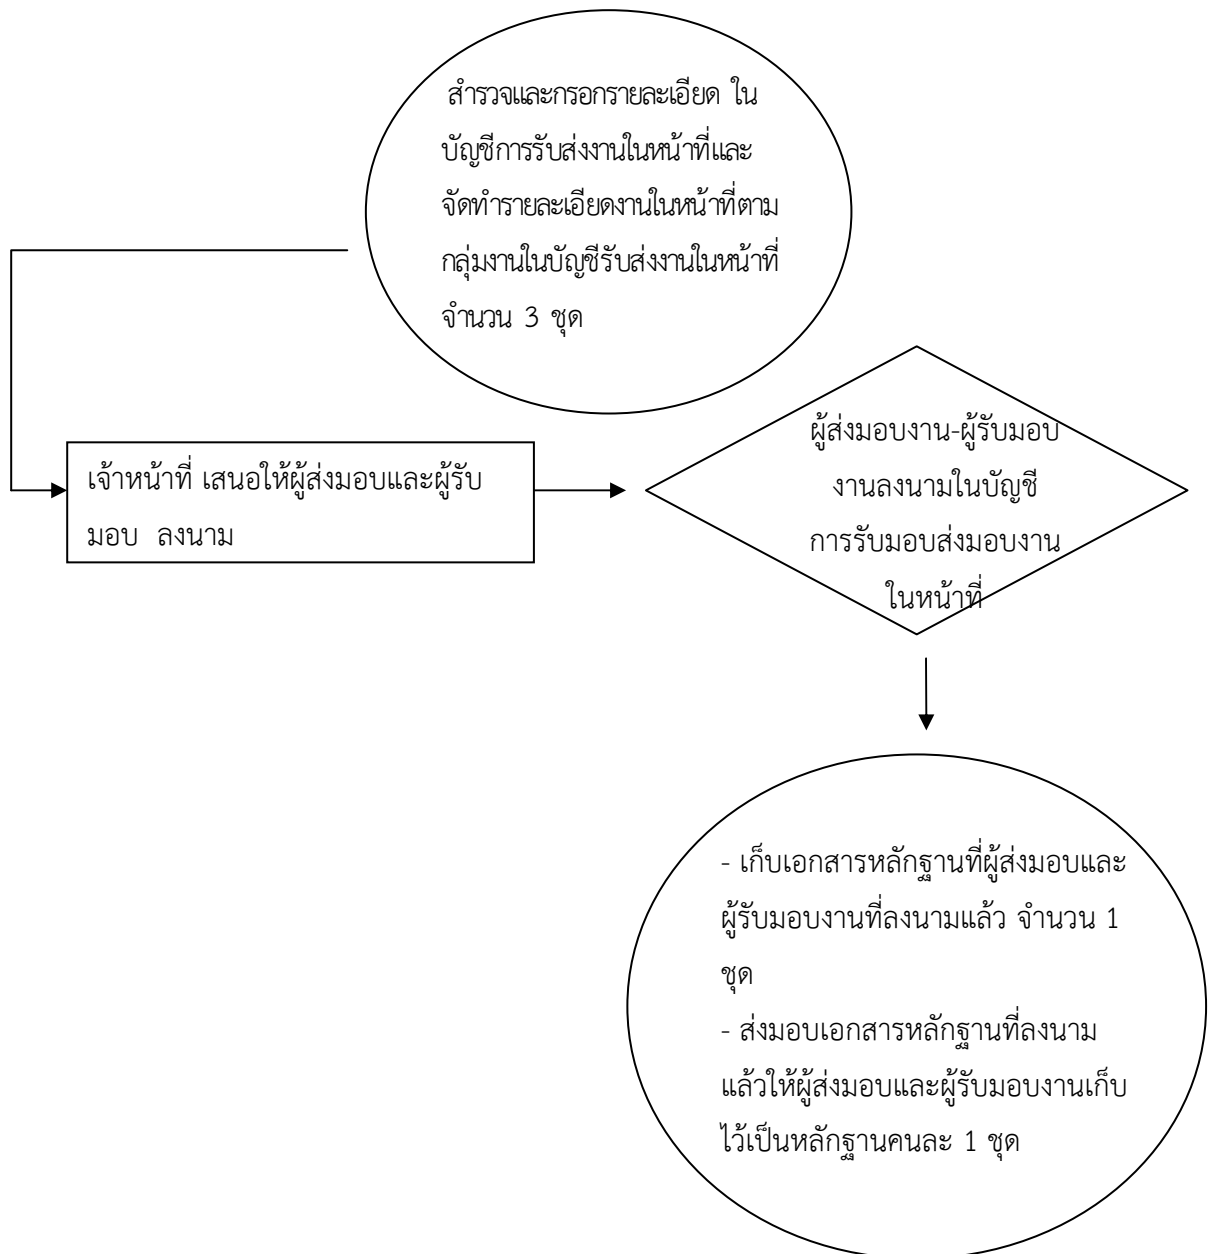 สำรวจและกรอกรายละเอียด ใน
บัญชีการรับส่งงานในหน้าที่และ
จัดทำรายละเอียดงานในหน้าที่ตาม
กลุ่มงานในบัญชีรับส่งงานในหน้าที่
จำนวน 3 ชุด
เจ้าหน้าที่ เสนอให้ผู้ส่งมอบและผู้รับ
มอบ ลงนาม
ผู้ส่งมอบงาน-ผู้รับมอบ
งานลงนามในบัญชี
การรับมอบส่งมอบงาน
ในหน้าที่
- เก็บเอกสารหลักฐานที่ผู้ส่งมอบและ
ผู้รับมอบงานที่ลงนามแล้ว จำนวน 1
ชุด
- ส่งมอบเอกสารหลักฐานที่ลงนาม
แล้วให้ผู้ส่งมอบและผู้รับมอบงานเก็บ
ไว้เป็นหลักฐานคนละ 1 ชุด